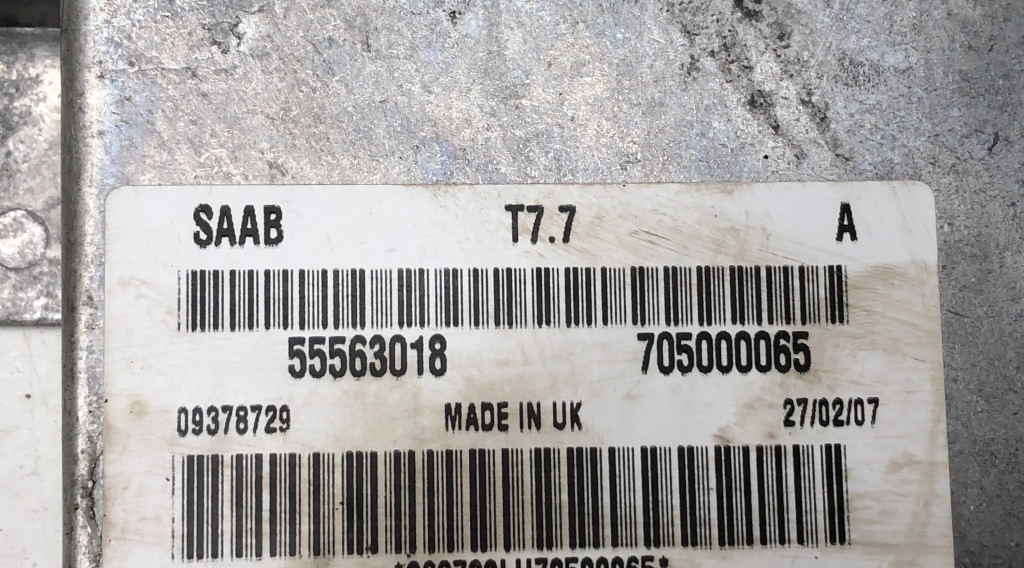 SAAB T7.7 A
55563018 705000065
09378729 MADE IN UK 27/02/07